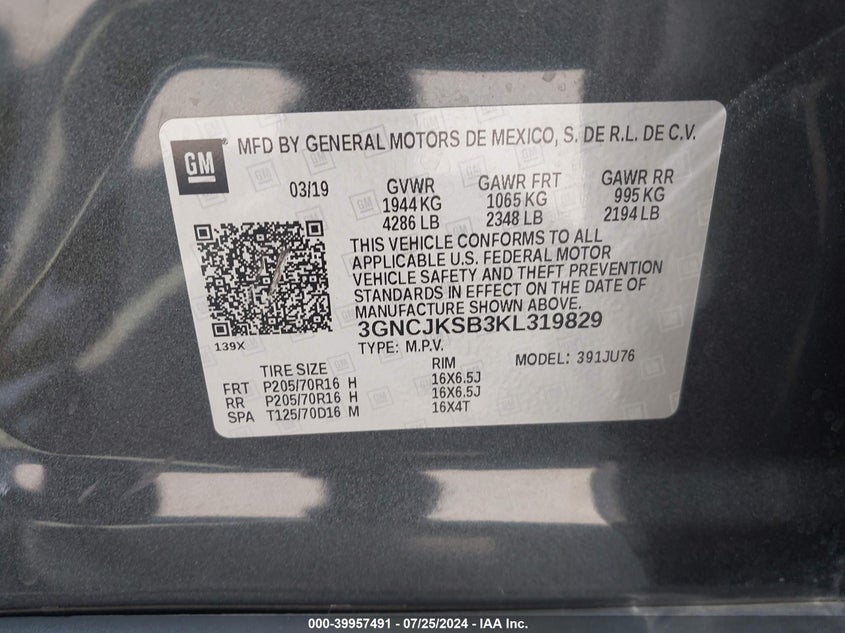 GM
MFD BY GENERAL MOTORS DE MEXICO, S. DE R.L. DE C.V.
03/19
GVWR GAWR FRT GAWR RR
1944 KG 1065 KG 995 KG
4286 LB 2348 LB 2194 LB
THIS VEHICLE CONFORMS TO ALL
APPLICABLE U.S. FEDERAL MOTOR
VEHICLE SAFETY AND THEFT PREVENTION
STANDARDS IN EFFECT ON THE DATE OF
MANUFACTURE SHOWN ABOVE.
3GNCJKSB3KL319829
139X
TYPE: M.P.V. MODEL: 391JU76
TIRE SIZE RIM
FRT P205/70R16 H 16X6.5J
RR P205/70R16 H 16X6.5J
SPA T125/70D16 M 16X4T
000-39957491 - 07/25/2024 - IAA Inc.